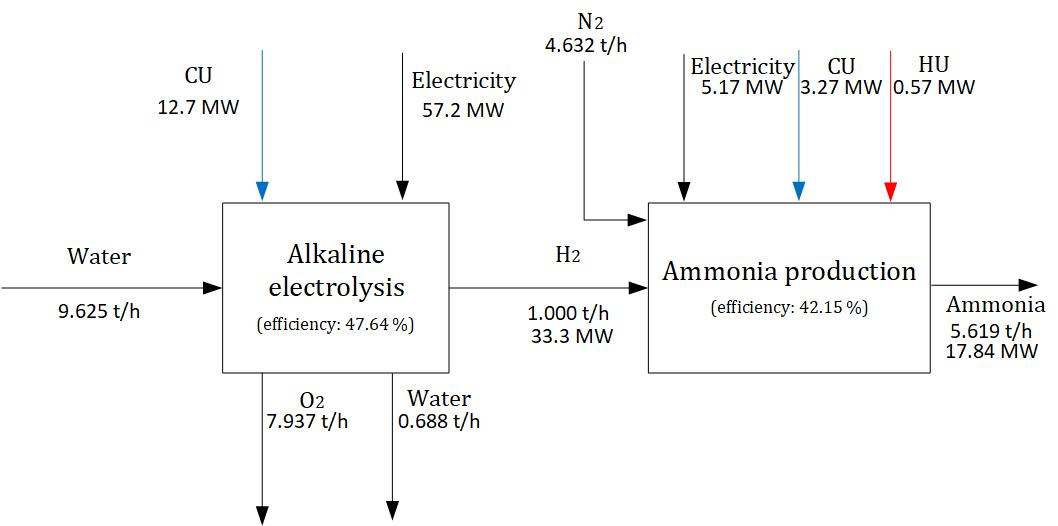 N2
4.632 t/h
CU
12.7 MW
Electricity
57.2 MW
Electricity
5.17 MW
CU
3.27 MW
HU
0.57 MW
Water
9.625 t/h
Alkaline
electrolysis
(efficiency: 47.64 %)
H2
1.000 t/h
33.3 MW
Ammonia production
(efficiency: 42.15 %)
Ammonia
5.619 t/h
17.84 MW
O2
7.937 t/h
Water
0.688 t/h